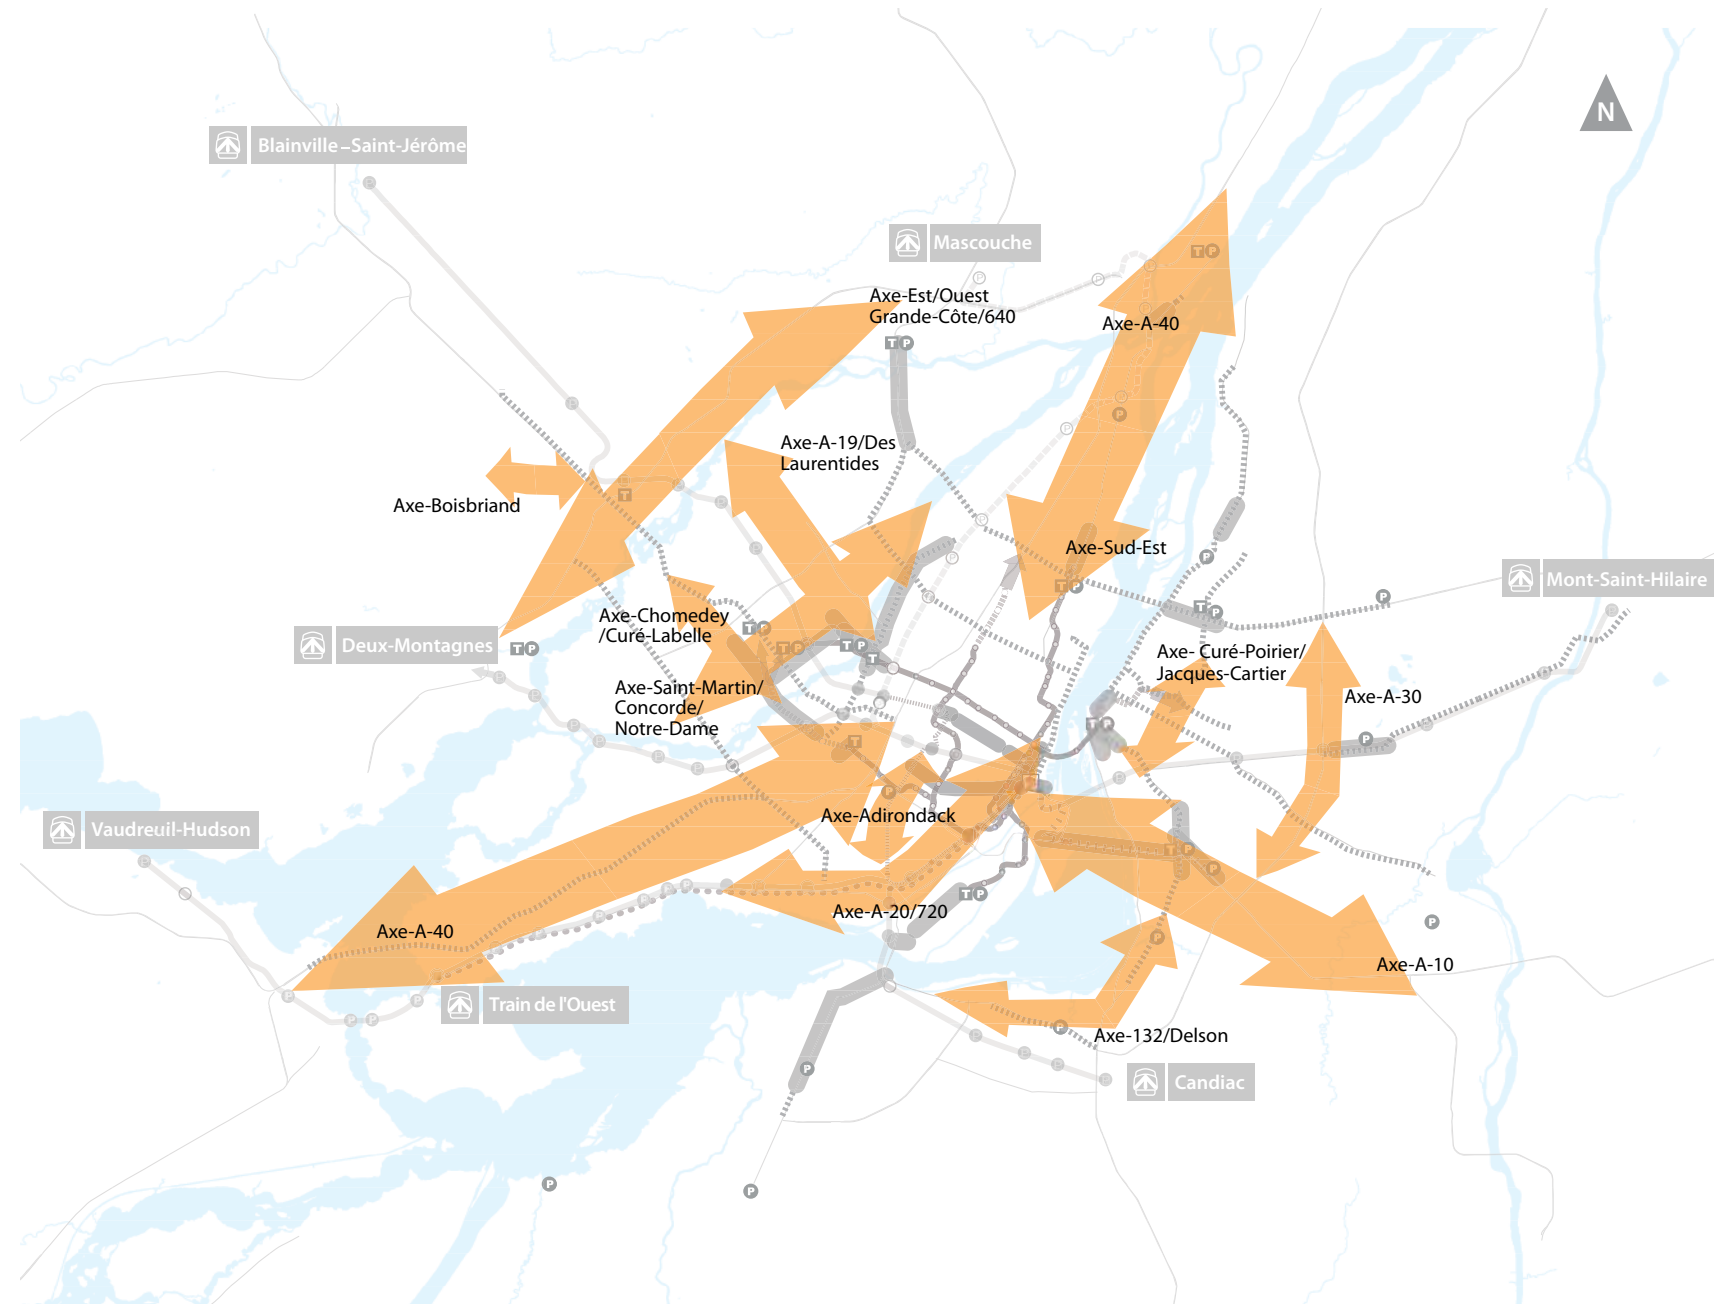 N
Blainville–Saint-Jérôme
Mascouche
T P
Axe-Est/Ouest
Grande-Côte/640
Axe-A-40
T P
P
Axe-A-19/Des
Laurentides
Axe-Boisbriand
T
Axe-Sud-Est
T P
P
Mont-Saint-Hilaire
P
T P
Axe-Chomedey
/Curé-Labelle
T P
T P
T P
T
Deux-Montagnes
T P
Axe- Curé-Poirier/
Jacques-Cartier
Axe-Saint-Martin/
Concorde/
Notre-Dame
Axe-A-30
T P
P
T
P
Axe-Adirondack
Vaudreuil-Hudson
T P
P
T P
Axe-A-20/720
P
Axe-A-40
P
Axe-A-10
Train de l'Ouest
P
Axe-132/Delson
P
Candiac
P
P